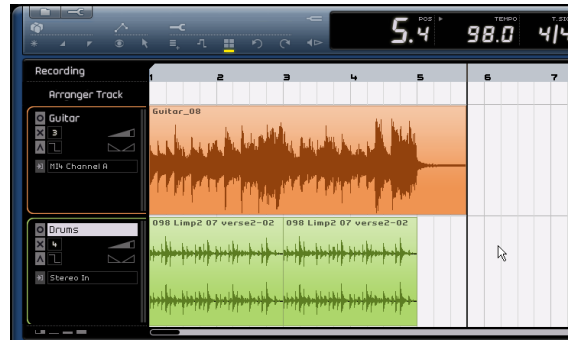 POS TEMPO T.SIG
5.4 98.0 4/4
Recording
1 2 3 4 5 6 7
Arranger Track
Guitar_08
Guitar
3
MI4 Channel A
098 Limp2 07 verse2-02 098 Limp2 07 verse2-02
Drums
4
Stereo In